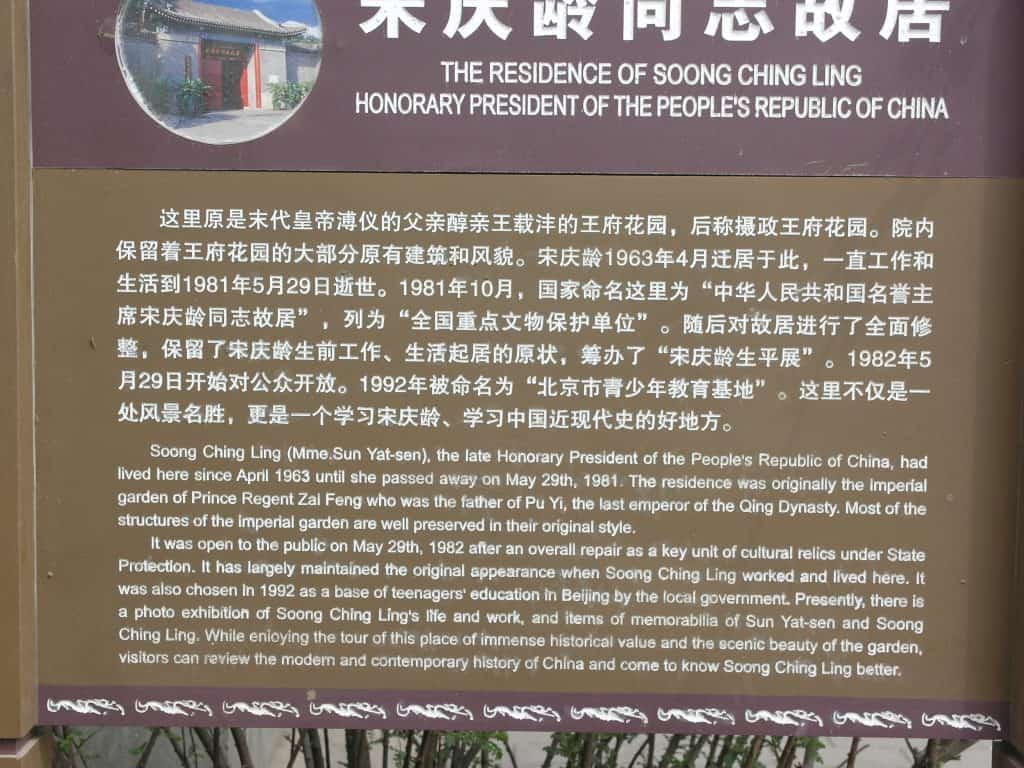 宋庆龄同志故居
THE RESIDENCE OF SOONG CHING LING
HONORARY PRESIDENT OF THE PEOPLE'S REPUBLIC OF CHINA
这里原是末代皇帝溥仪的父亲醇亲王载沣的王府花园，后称摄政王府花园。院内
保留着王府花园的大部分原有建筑和风貌。宋庆龄1963年4月迁居于此，一直工作和
生活到1981年5月29日逝世。1981年10月，国家命名这里为“中华人民共和国名誉主
席宋庆龄同志故居”，列为“全国重点文物保护单位”。随后对故居进行了全面修
整，保留了宋庆龄生前工作、生活起居的原状，筹办了“宋庆龄生平展”。1982年5
月29日开始对公众开放。1992年被命名为“北京市青少年教育基地”。这里不仅是一
处风景名胜，更是一个学习宋庆龄、学习中国近现代史的好地方。
Soong Ching Ling (Mme.Sun Yat-sen), the late Honorary President of the People's Republic of China, had
lived here since April 1963 until she passed away on May 29th, 1981. The residence was originally the imperial
garden of Prince Regent Zai Feng who was the father of Pu Yi, the last emperor of the Qing Dynasty. Most of the
structures of the imperial garden are well preserved in their original style.
It was open to the public on May 29th, 1982 after an overall repair as a key unit of cultural relics under State
Protection. It has largely maintained the original appearance when Soong Ching Ling worked and lived here. It
was also chosen in 1992 as a base of teenagers' education in Beijing by the local government. Presently, there is
a photo exhibition of Soong Ching Ling's life and work, and items of memorabilia of Sun Yat-sen and Soong
Ching Ling. While enjoying the tour of this place of immense historical value and the scenic beauty of the garden,
visitors can review the modern and contemporary history of China and come to know Soong Ching Ling better.